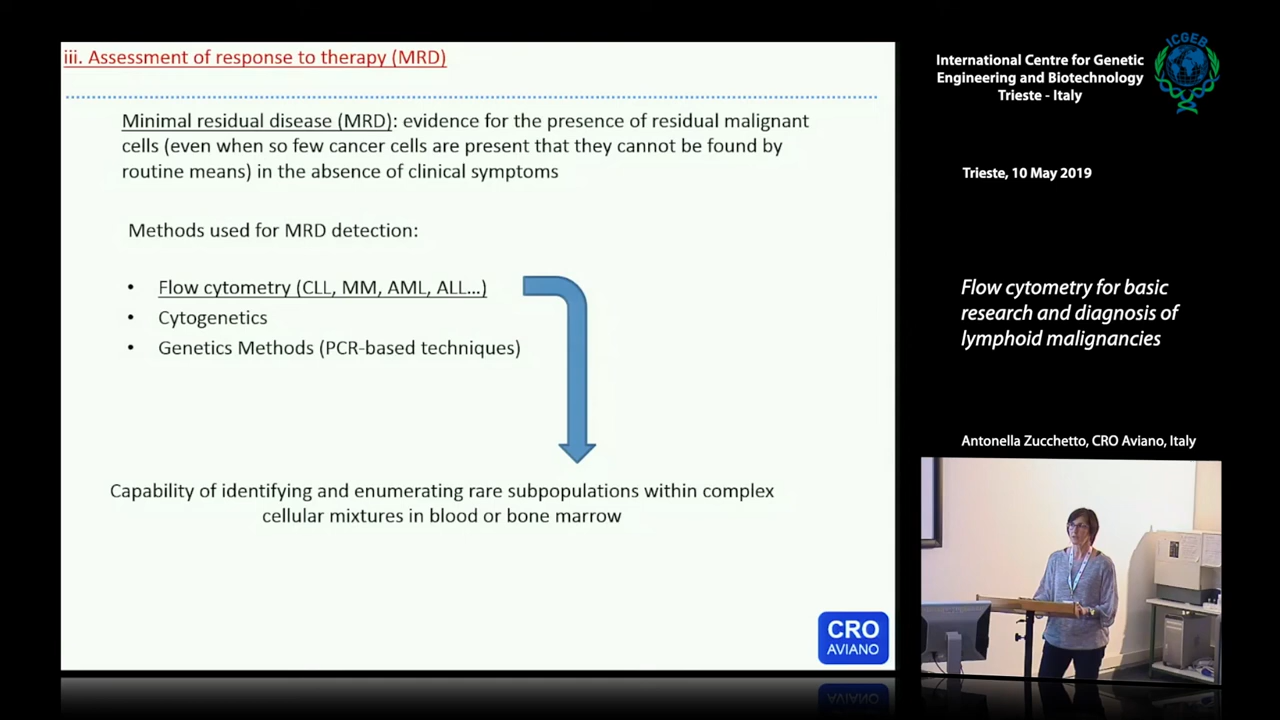 iii. Assessment of response to therapy (MRD)
Minimal residual disease (MRD): evidence for the presence of residual malignant
cells (even when so few cancer cells are present that they cannot be found by
routine means) in the absence of clinical symptoms
Methods used for MRD detection:
• Flow cytometry (CLL, MM, AML, ALL…)
• Cytogenetics
• Genetics Methods (PCR-based techniques)
Capability of identifying and enumerating rare subpopulations within complex
cellular mixtures in blood or bone marrow
CRO
AVIANO
International Centre for Genetic
Engineering and Biotechnology
Trieste - Italy
ICGEB
Trieste, 10 May 2019
Flow cytometry for basic
research and diagnosis of
lymphoid malignancies
Antonella Zucchetto, CRO Aviano, Italy